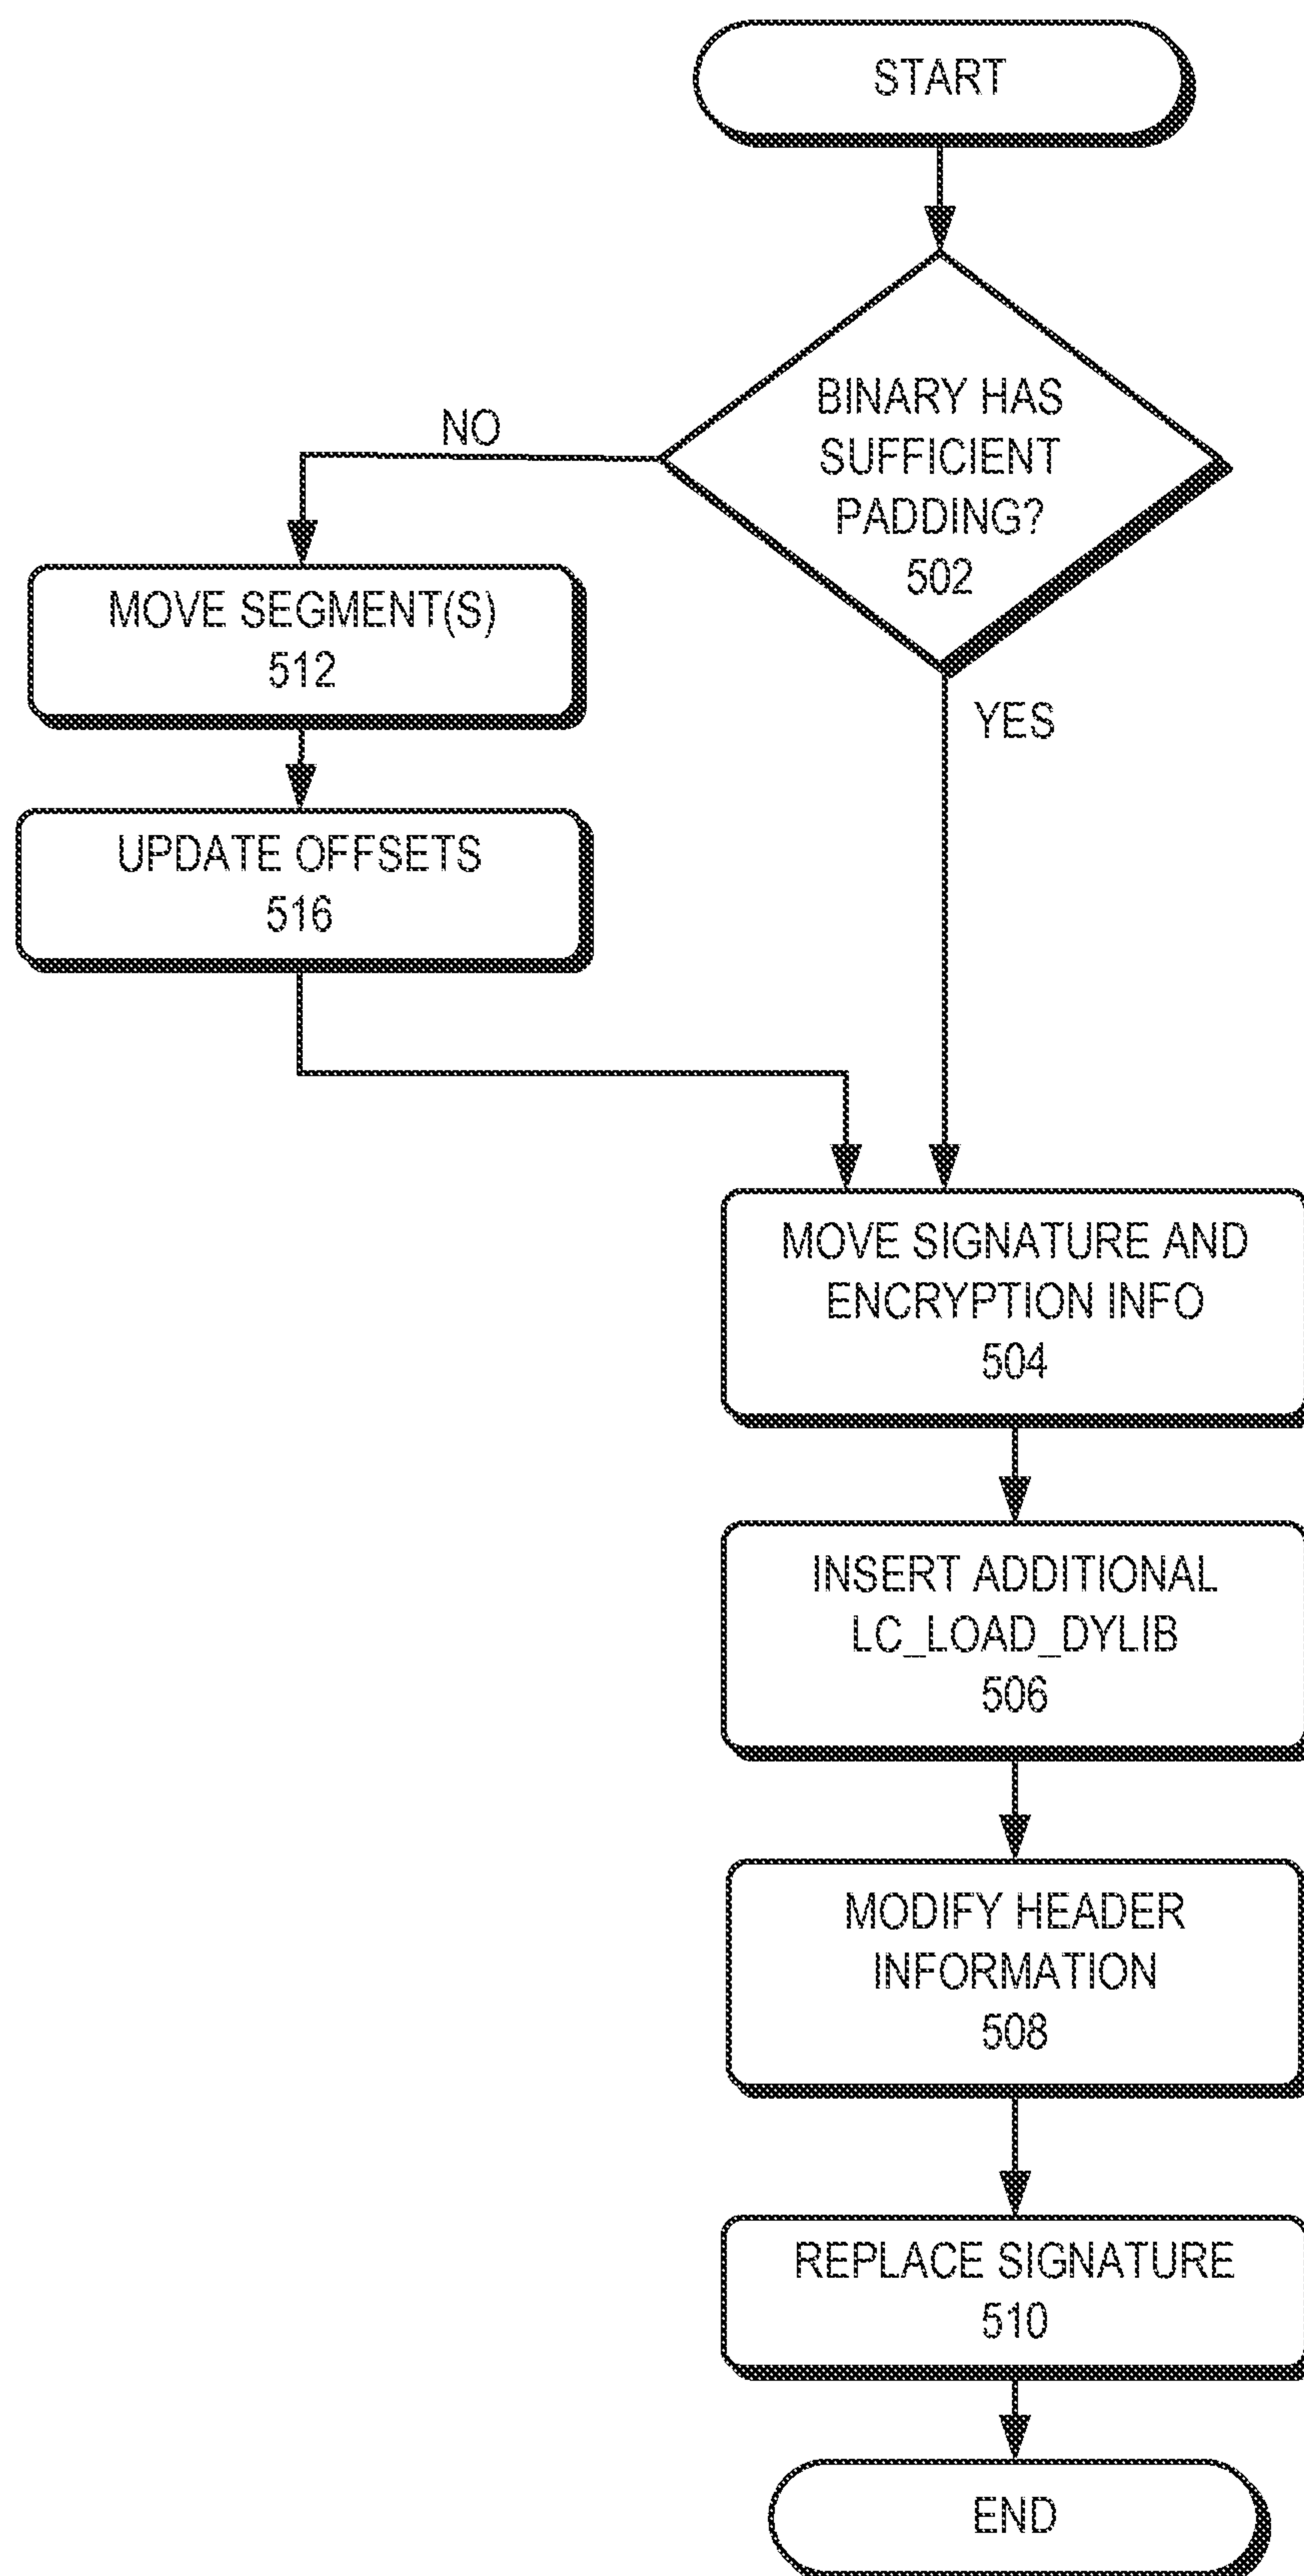 START
BINARY HAS
SUFFICIENT
PADDING?
502
NO
YES
MOVE SEGMENT(S)
512
UPDATE OFFSETS
516
MOVE SIGNATURE AND
ENCRYPTION INFO
504
INSERT ADDITIONAL
LC_LOAD_DYLIB
506
MODIFY HEADER
INFORMATION
508
REPLACE SIGNATURE
510
END